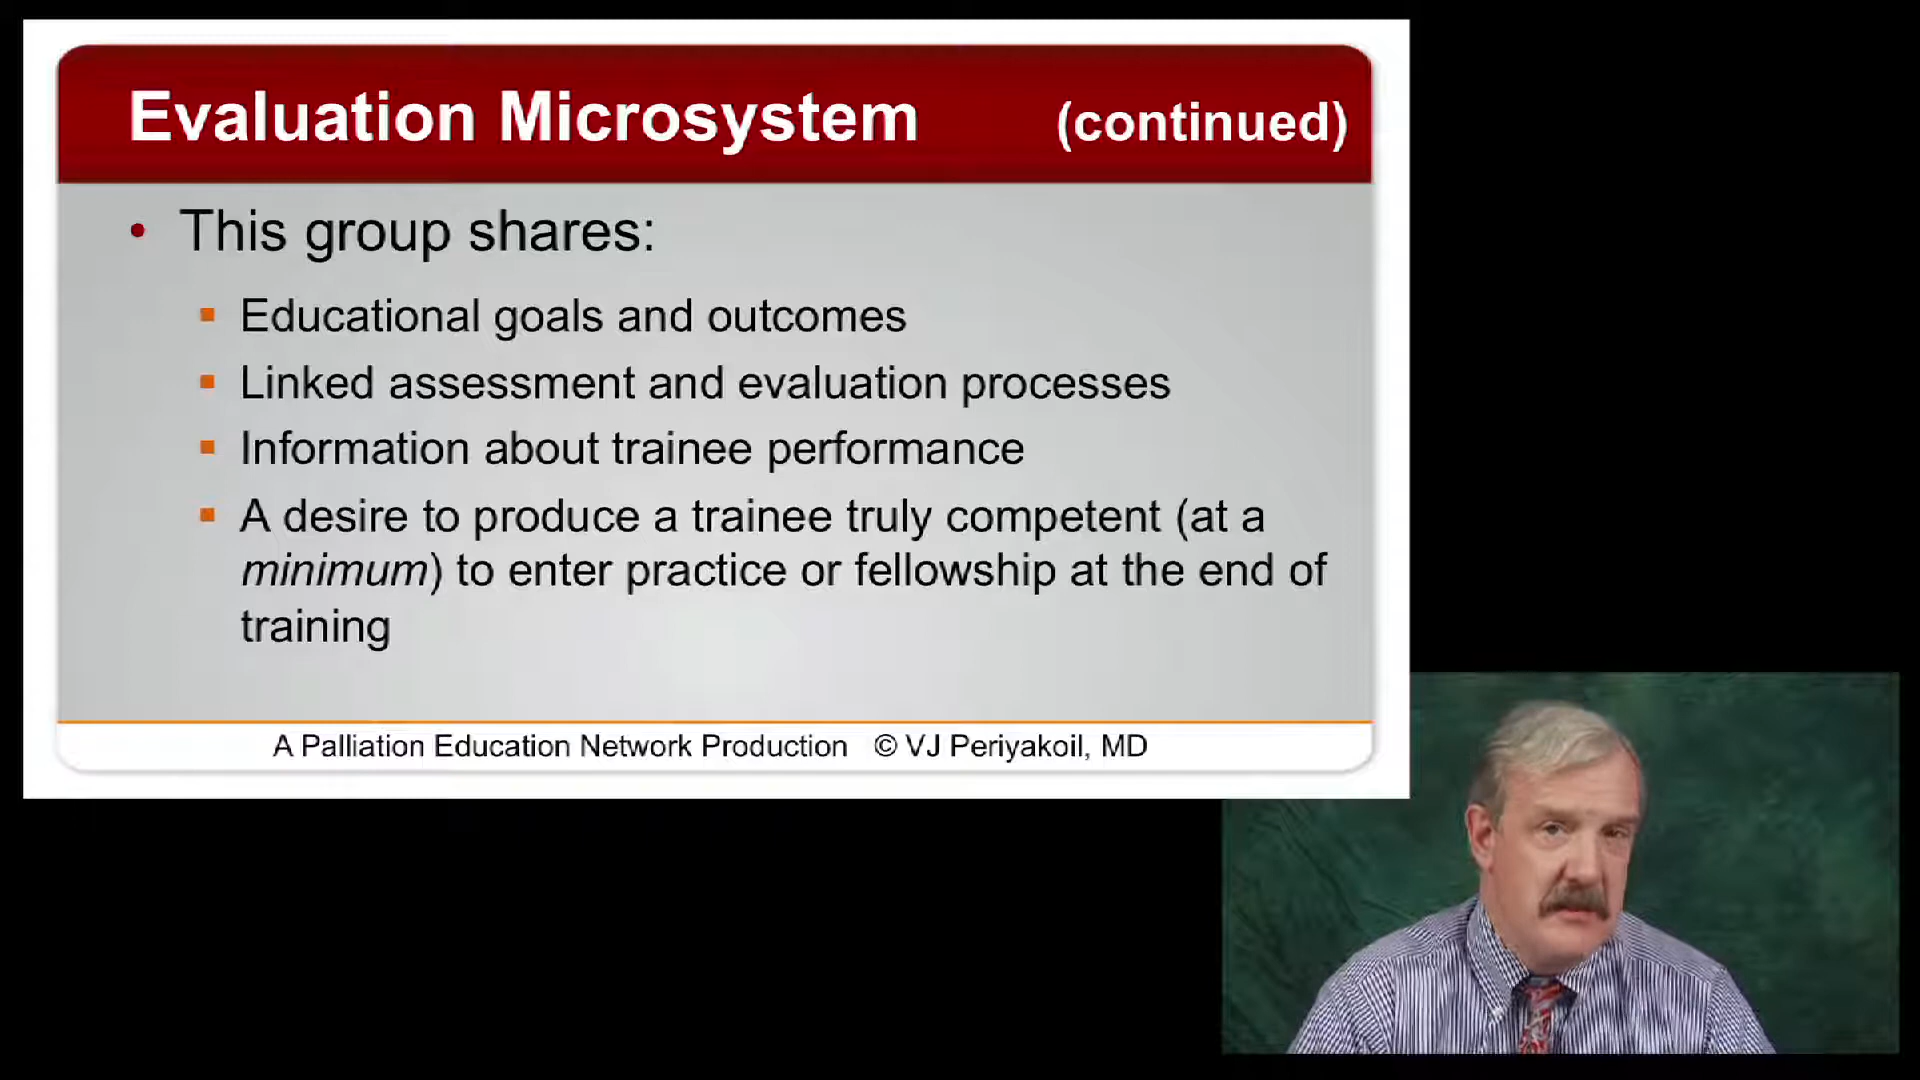 Evaluation Microsystem (continued)
• This group shares:
▪ Educational goals and outcomes
▪ Linked assessment and evaluation processes
▪ Information about trainee performance
▪ A desire to produce a trainee truly competent (at a
minimum) to enter practice or fellowship at the end of
training
A Palliation Education Network Production © VJ Periyakoil, MD